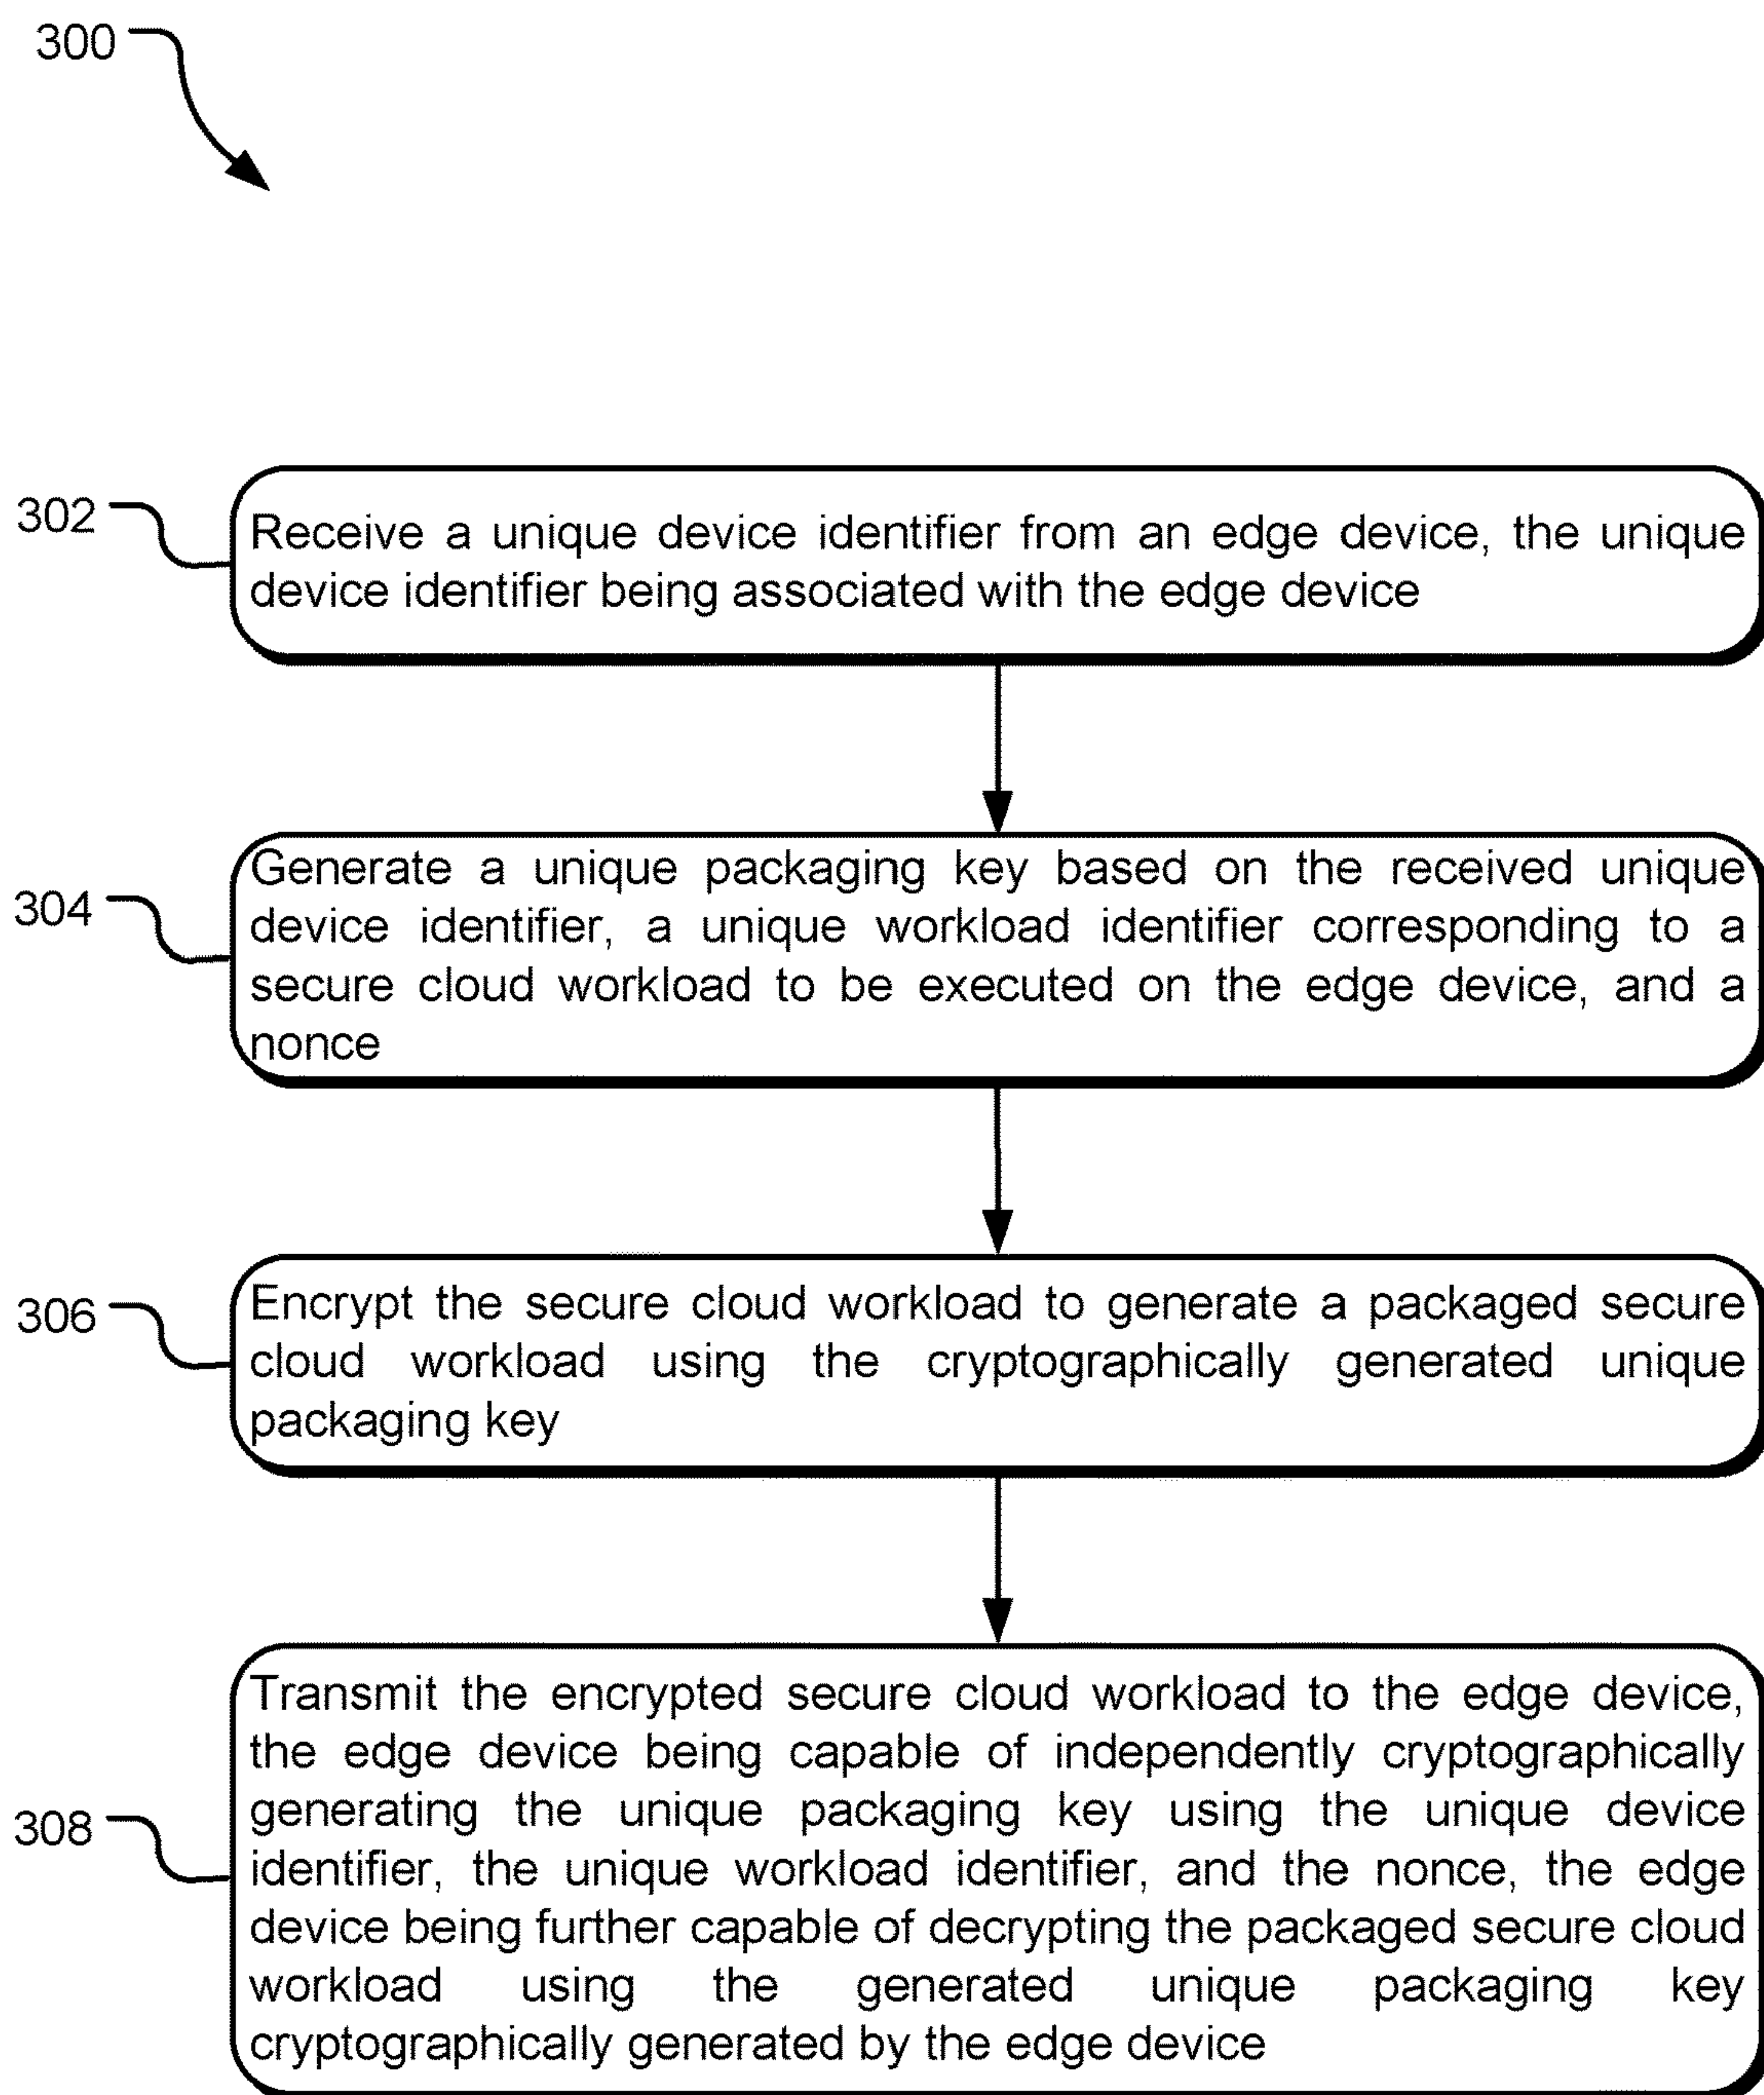 300
302
Receive a unique device identifier from an edge device, the unique
device identifier being associated with the edge device
304
Generate a unique packaging key based on the received unique
device identifier, a unique workload identifier corresponding to a
secure cloud workload to be executed on the edge device, and a
nonce
306
Encrypt the secure cloud workload to generate a packaged secure
cloud workload using the cryptographically generated unique
packaging key
308
Transmit the encrypted secure cloud workload to the edge device,
the edge device being capable of independently cryptographically
generating the unique packaging key using the unique device
identifier, the unique workload identifier, and the nonce, the edge
device being further capable of decrypting the packaged secure cloud
workload using the generated unique packaging key
cryptographically generated by the edge device